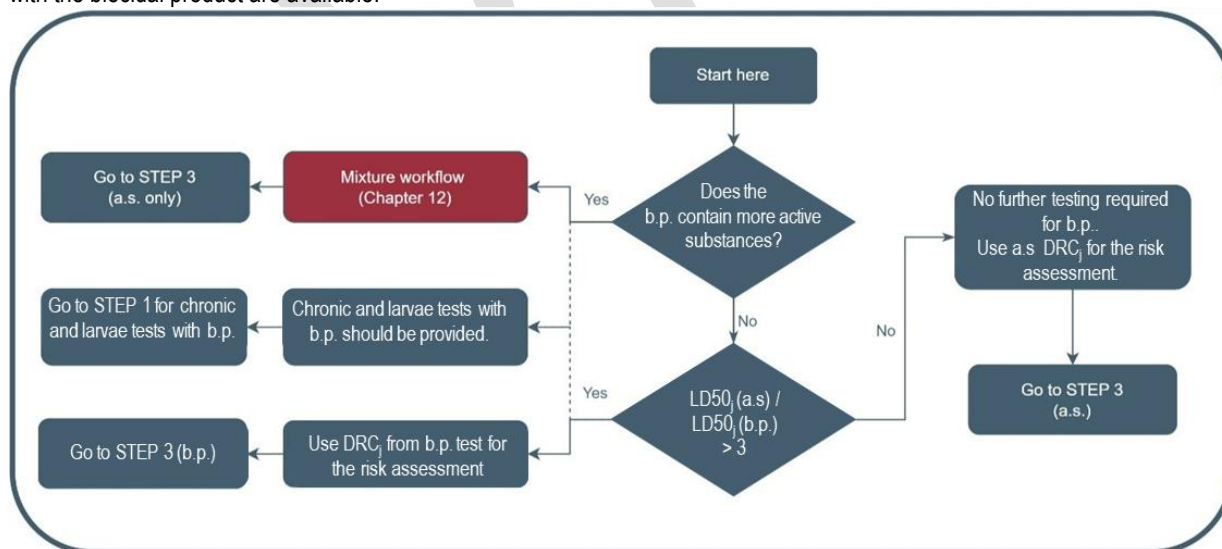 with the biocidal product are available.
Start here
Does the
b.p. contain more active
substances?
Yes
Mixture workflow
(Chapter 12)
Go to STEP 3
(a.s. only)
Chronic and larvae tests with
b.p. should be provided.
Go to STEP 1 for chronic
and larvae tests with b.p.
No
LD50j (a.s) /
LD50j (b.p.)
> 3
Yes
Use DRCj from b.p. test for
the risk assessment
Go to STEP 3 (b.p.)
No
No further testing required
for b.p..
Use a.s DRCj for the risk
assessment.
Go to STEP 3
(a.s.)